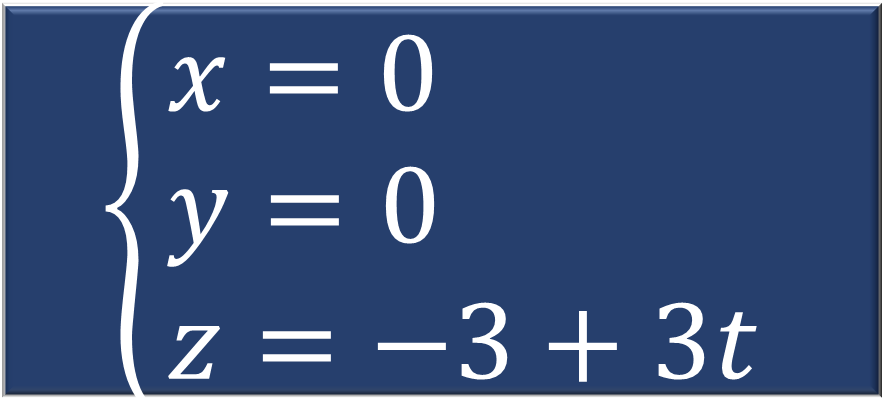 x = 0
y = 0
z = −3 + 3t